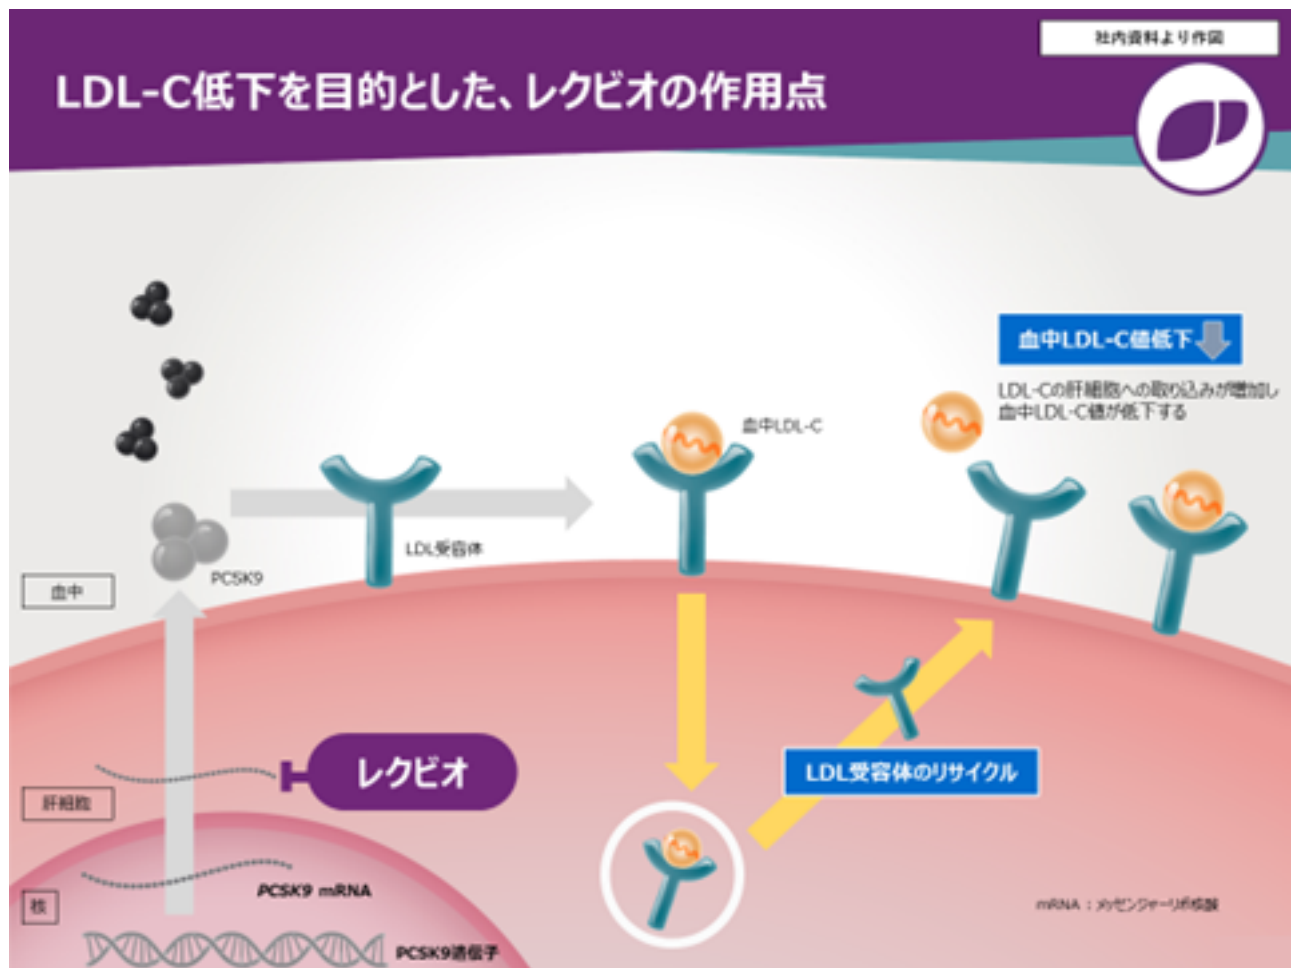 社内資料より作図
LDL-C低下を目的とした、レクビオの作用点
血中LDL-C値低下
LDL-Cの肝細胞への取り込みが増加し
血中LDL-C値が低下する
血中LDL-C
LDL受容体
PCSK9
血中
レクビオ
LDL受容体のリサイクル
肝細胞
PCSK9 mRNA
核
mRNA：メッセンジャーリボ核酸
PCSK9遺伝子